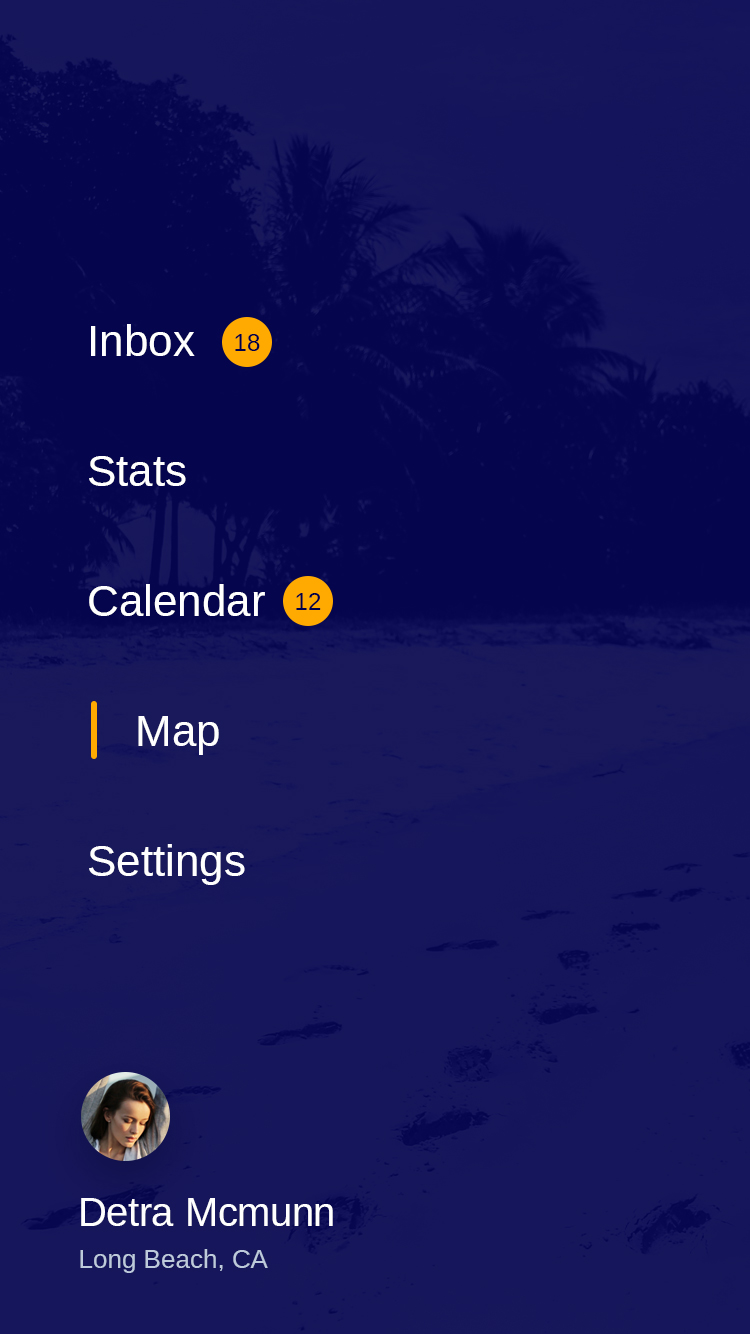 Inbox 18
Stats
Calendar 12
Map
Settings
Detra Mcmunn
Long Beach, CA